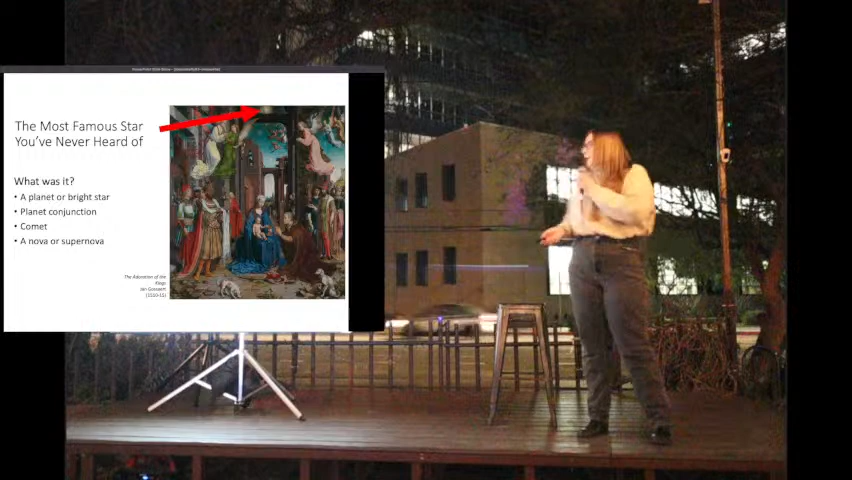 The Most Famous Star
You've Never Heard of
What was it?
• A planet or bright star
• Planet conjunction
• Comet
• A nova or supernova
The Adoration of the
Kings
Jan Gossaert
(1510-15)